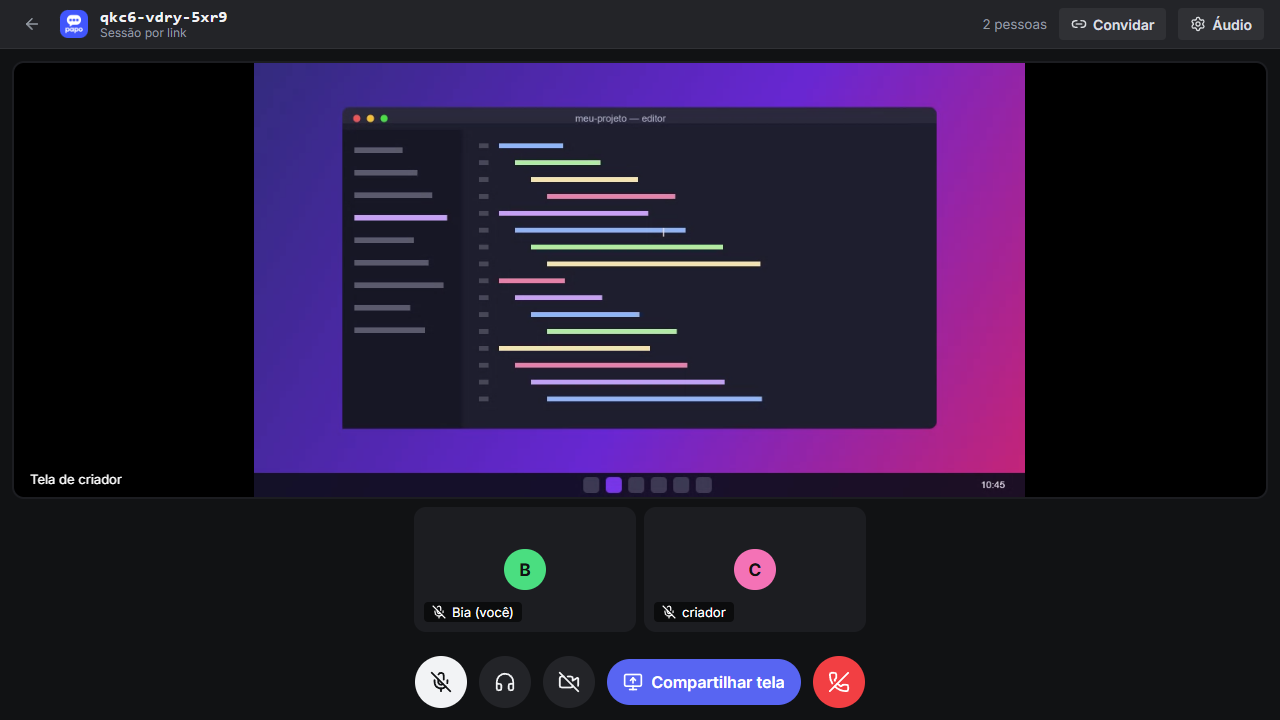 qkc6-vdry-5xr9
papo
Sessão por link
2 pessoas
Convidar
Áudio
meu-projeto — editor
Tela de criador
10:45
B
C
Bia (você)
criador
Compartilhar tela